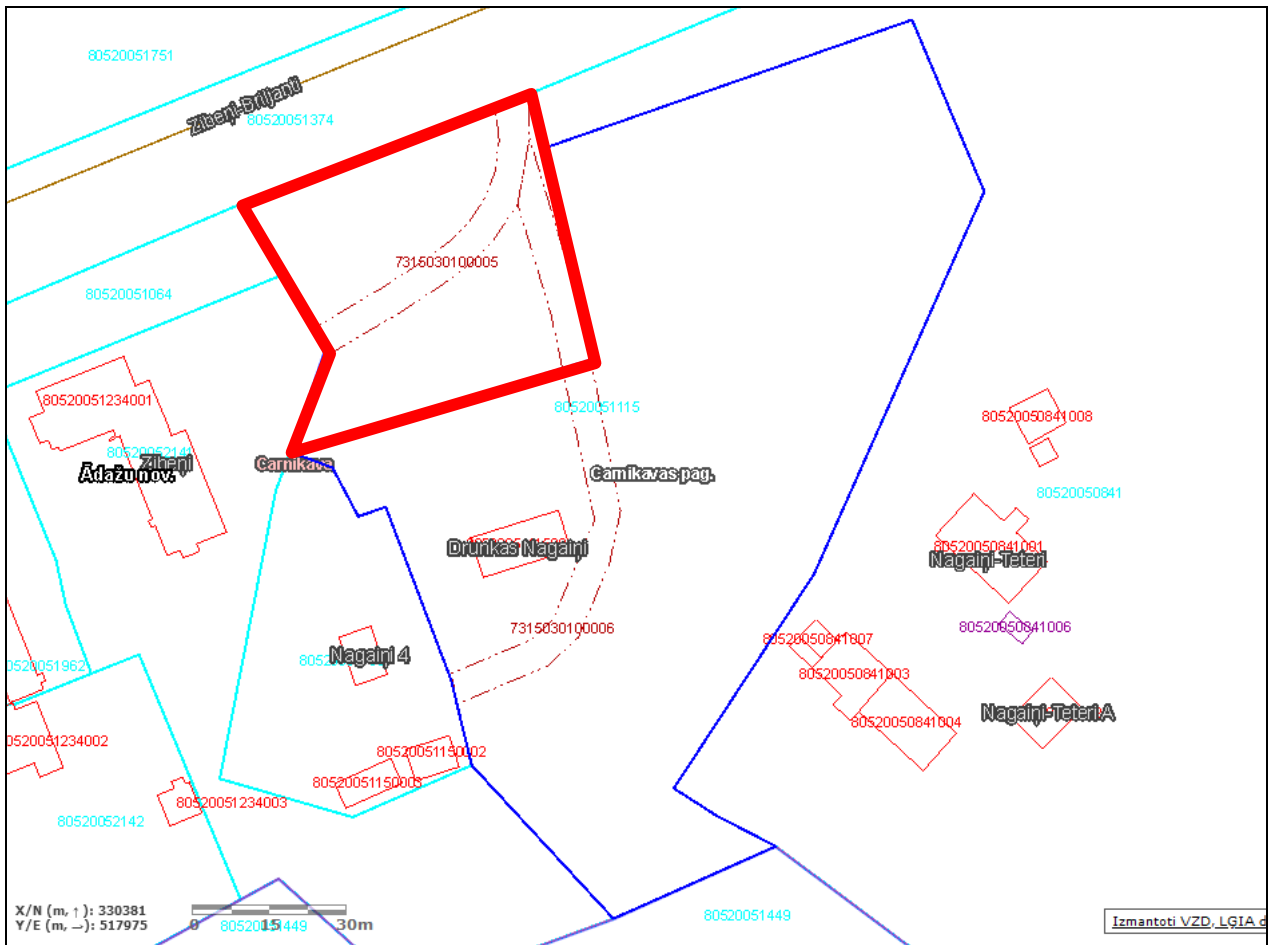 80520051751
Zibeņi-Briljanti
80520051374
7315030100005
80520051064
80520051234001
80520051115
80520050841008
Zibeņi
Ādažu nov.
Carnikava
Carnikavas pag.
80520050841
Drunkas Nagaiņi
80520050841001
Nagaiņi-Teteri
7315030100006
80520050841006
80520050841007
Nagaiņi 4
80520051962
80520050841003
Nagaiņi-Teteri A
80520050841004
80520051234002
80520051150002
80520051150003
80520051234003
80520052142
X/N (m, ↑): 330381
Y/E (m, →): 517975
0 15 30m
80520051449
80520051449
Izmantoti VZD, LĢIA d